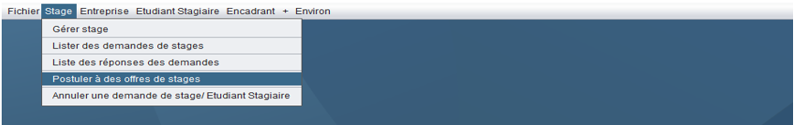 Fichier Stage Entreprise Etudiant Stagiaire Encadrant + Environ
Gérer stage
Lister des demandes de stages
Liste des réponses des demandes
Postuler à des offres de stages
Annuler une demande de stage/ Etudiant Stagiaire